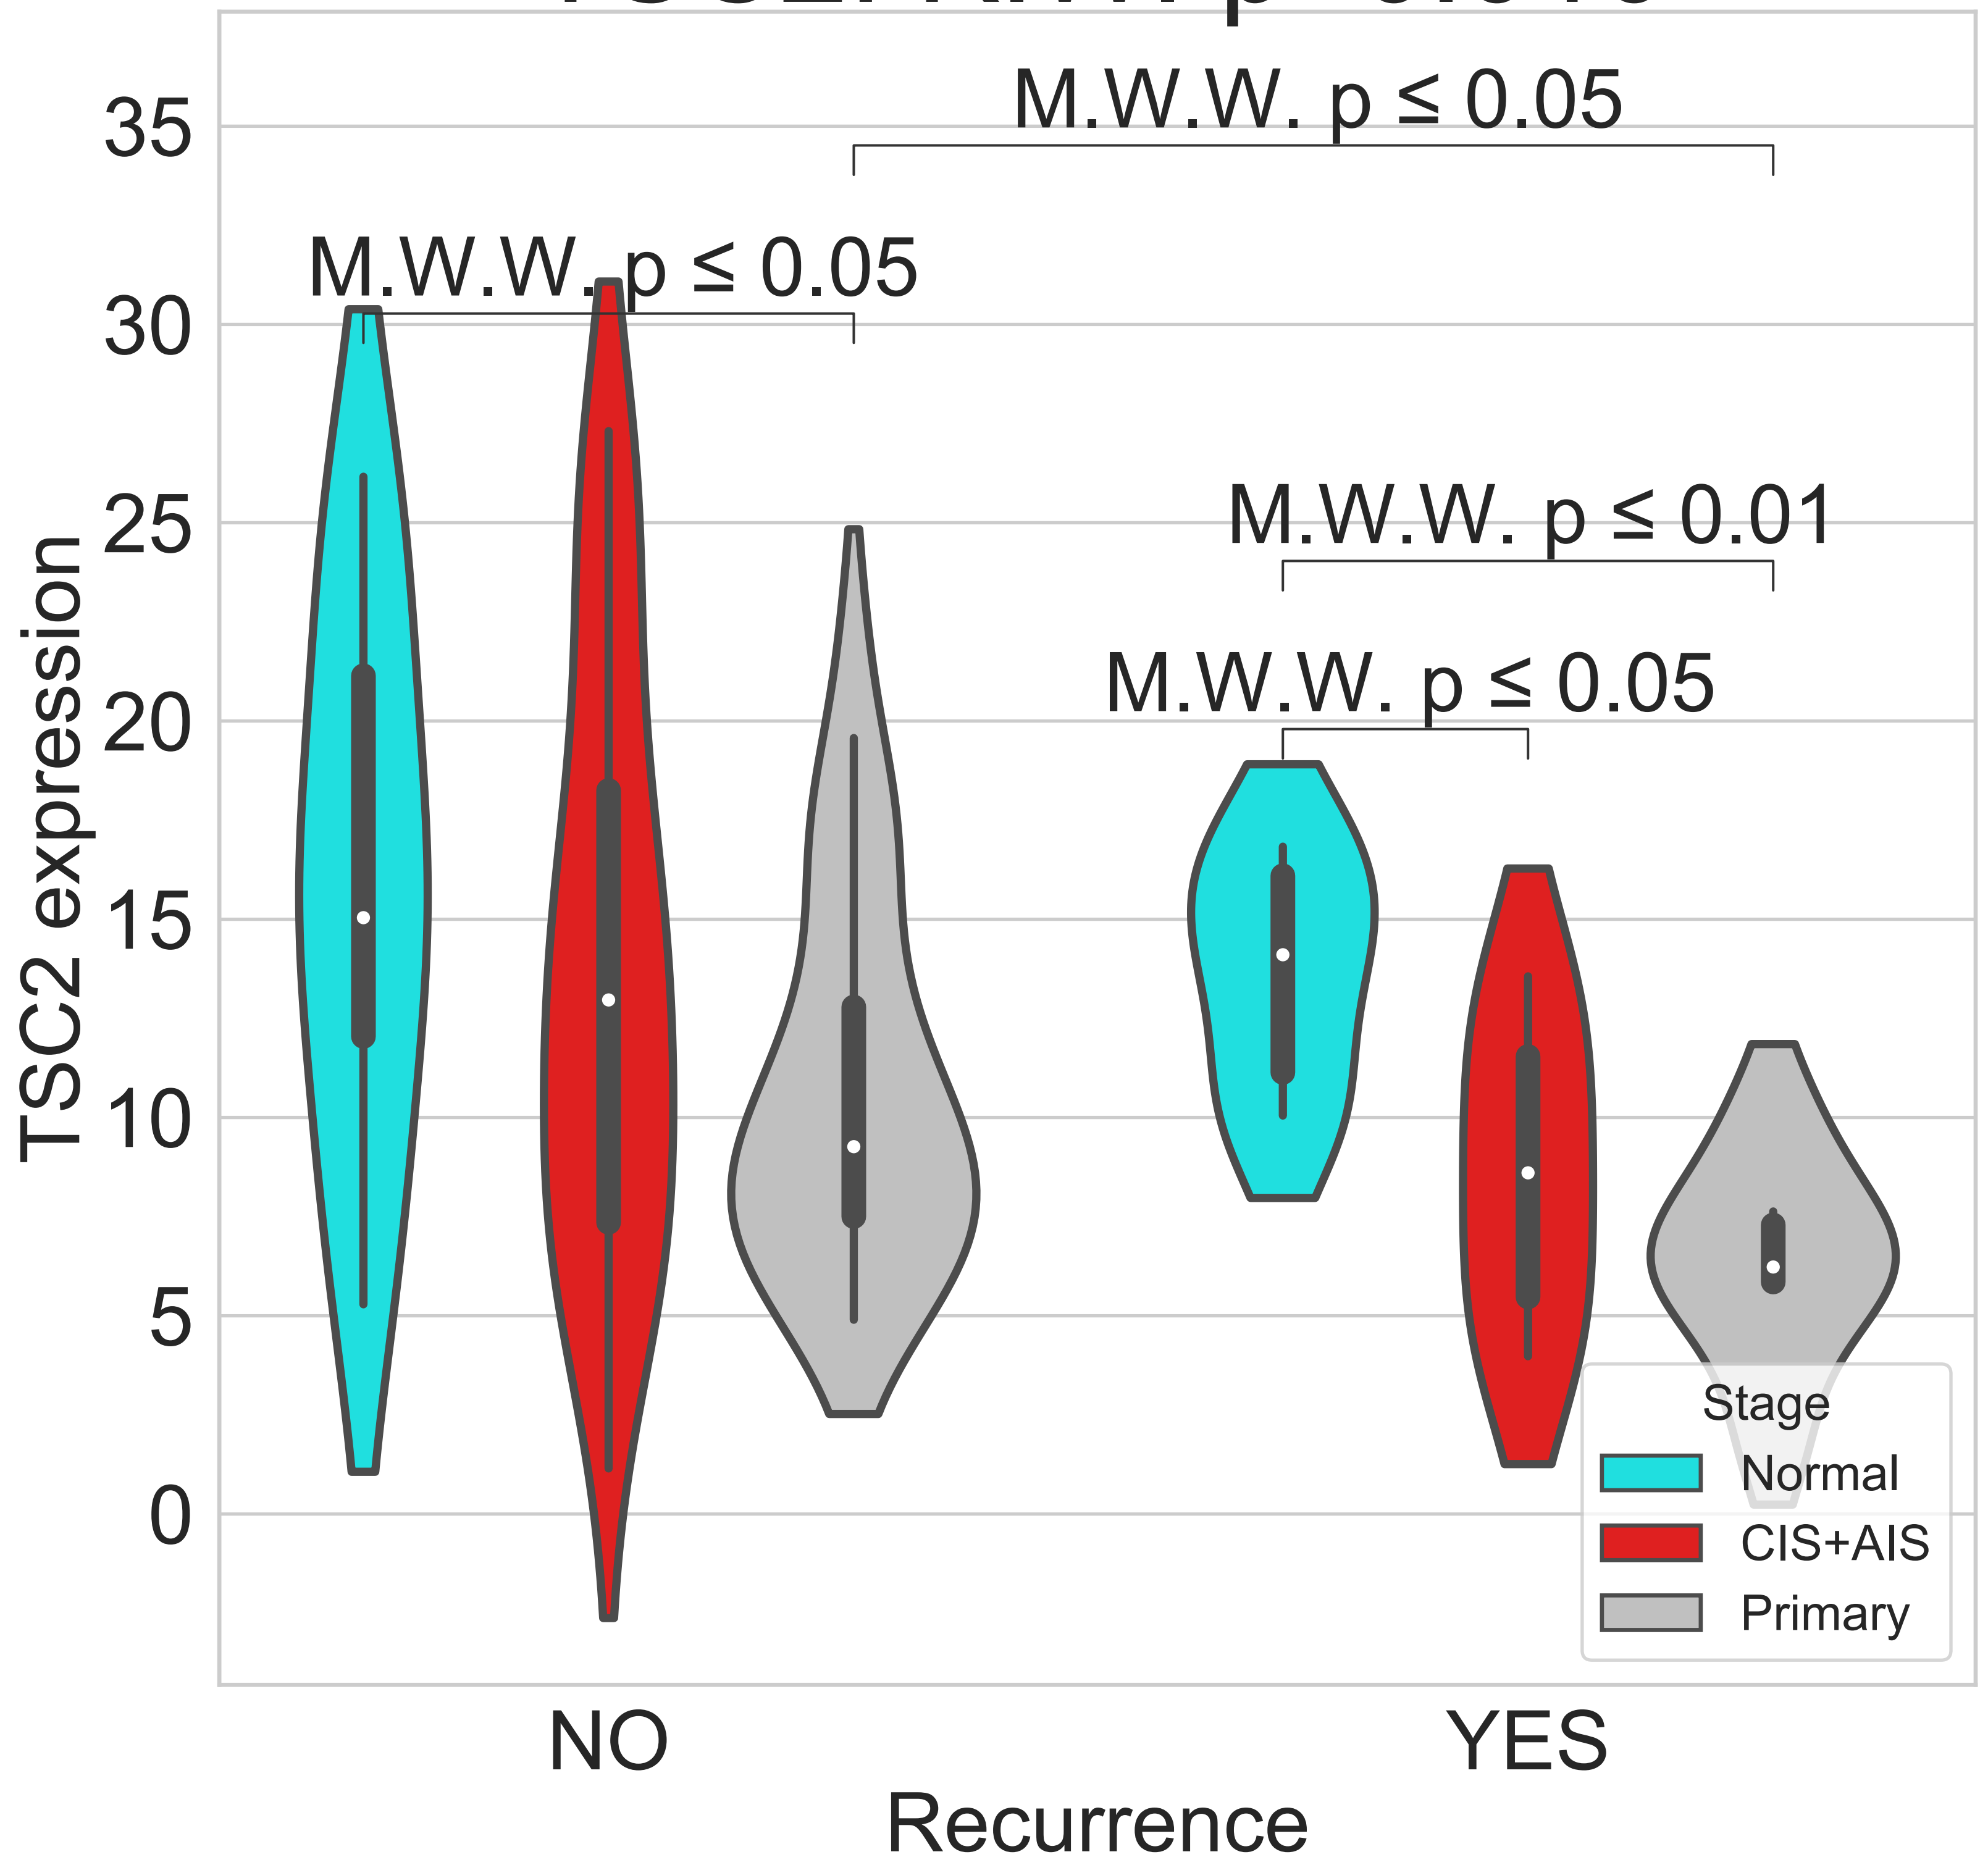 M.W.W. p ≤ 0.05
35
M.W.W. p ≤ 0.05
30
M.W.W. p ≤ 0.01
25
M.W.W. p ≤ 0.05
20
15
10
5
0
TSC2 expression
Stage
Normal
CIS+AIS
Primary
NO
YES
Recurrence